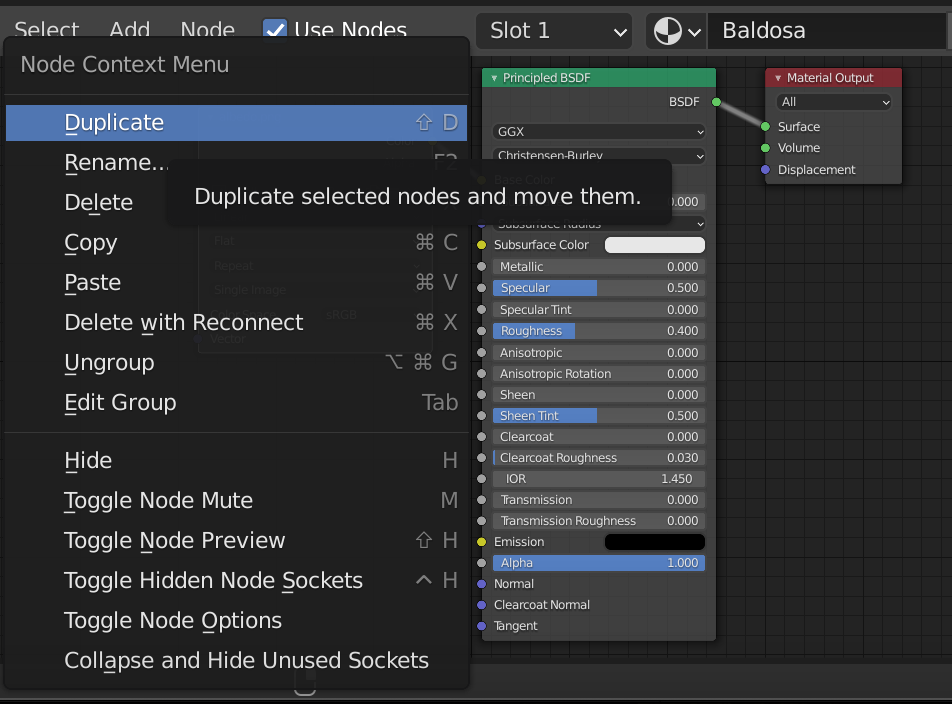 Select Add Node Use Nodes Slot 1 Baldosa
Node Context Menu
Duplicate ⇧ D
Rename... F2
Delete
Copy ⌘ C
Paste ⌘ V
Delete with Reconnect ⌘ X
Ungroup ⌥ ⌘ G
Edit Group Tab
Hide H
Toggle Node Mute M
Toggle Node Preview ⇧ H
Toggle Hidden Node Sockets ^ H
Toggle Node Options
Collapse and Hide Unused Sockets
Duplicate selected nodes and move them.
Flat
Repeat
Single Image
sRGB
Vector
Principled BSDF
BSDF
GGX
Christensen-Burley
Base Color
0.000
Subsurface Radius
Subsurface Color
Metallic 0.000
Specular 0.500
Specular Tint 0.000
Roughness 0.400
Anisotropic 0.000
Anisotropic Rotation 0.000
Sheen 0.000
Sheen Tint 0.500
Clearcoat 0.000
Clearcoat Roughness 0.030
IOR 1.450
Transmission 0.000
Transmission Roughness 0.000
Emission
Alpha 1.000
Normal
Clearcoat Normal
Tangent
Material Output
All
Surface
Volume
Displacement